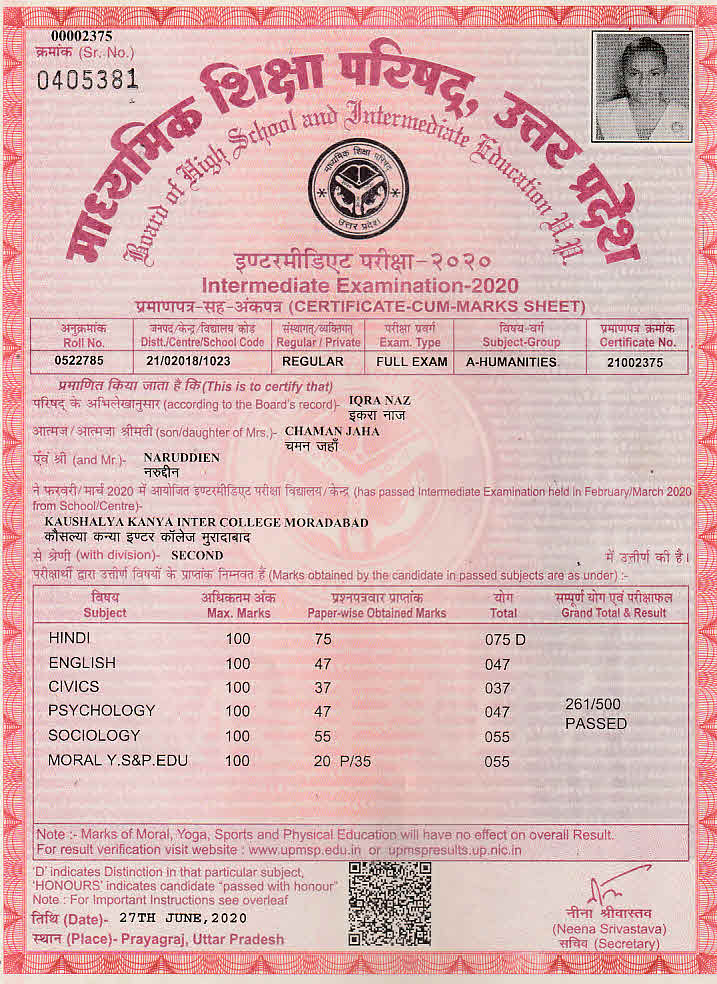 00002375
क्रमांक (Sr. No.)
0405381
माध्यमिक शिक्षा परिषद्, उत्तर प्रदेश
Board of High School and Intermediate Education U.P.
माध्यमिक शिक्षा परिषद
उत्तर प्रदेश
इण्टरमीडिएट परीक्षा-२०२०
Intermediate Examination-2020
प्रमाणपत्र-सह-अंकपत्र (CERTIFICATE-CUM-MARKS SHEET)
अनुक्रमांक जनपद/केन्द्र/विद्यालय कोड संस्थागत/व्यक्तिगत परीक्षा प्रवर्ग विषय-वर्ग प्रमाणपत्र क्रमांक
Roll No. Distt./Centre/School Code Regular / Private Exam. Type Subject-Group Certificate No.
0522785 21/02018/1023 REGULAR FULL EXAM A-HUMANITIES 21002375
प्रमाणित किया जाता है कि (This is to certify that)
परिषद् के अभिलेखानुसार (according to the Board's record)- IQRA NAZ
इकरा नाज
आत्मज/आत्मजा श्रीमती (son/daughter of Mrs.)- CHAMAN JAHA
चमन जहाँ
एंव श्री (and Mr.)- NARUDDIEN
नरुद्दीन
ने फरवरी/मार्च 2020 में आयोजित इण्टरमीडिएट परीक्षा विद्यालय/केन्द्र (has passed Intermediate Examination held in February/March 2020
from School/Centre)-
KAUSHALYA KANYA INTER COLLEGE MORADABAD
कौसल्या कन्या इण्टर कॉलेज मुरादाबाद
से श्रेणी (with division)- SECOND में उत्तीर्ण की है।
परीक्षार्थी द्वारा उत्तीर्ण विषयों के प्राप्तांक निम्नवत हैं (Marks obtained by the candidate in passed subjects are as under) :-
विषय अधिकतम अंक प्रश्नपत्रवार प्राप्तांक योग सम्पूर्ण योग एवं परीक्षाफल
Subject Max. Marks Paper-wise Obtained Marks Total Grand Total & Result
HINDI 100 75 075 D
ENGLISH 100 47 047
CIVICS 100 37 037
PSYCHOLOGY 100 47 047 261/500
PASSED
SOCIOLOGY 100 55 055
MORAL Y.S&P.EDU 100 20 P/35 055
Note :- Marks of Moral, Yoga, Sports and Physical Education will have no effect on overall Result.
For result verification visit website : www.upmsp.edu.in or upmspresults.up.nic.in
'D' indicates Distinction in that particular subject,
'HONOURS' indicates candidate "passed with honour"
Note : For Important Instructions see overleaf
तिथि (Date)- 27TH JUNE, 2020
स्थान (Place)- Prayagraj, Uttar Pradesh
नीना श्रीवास्तव
(Neena Srivastava)
सचिव (Secretary)